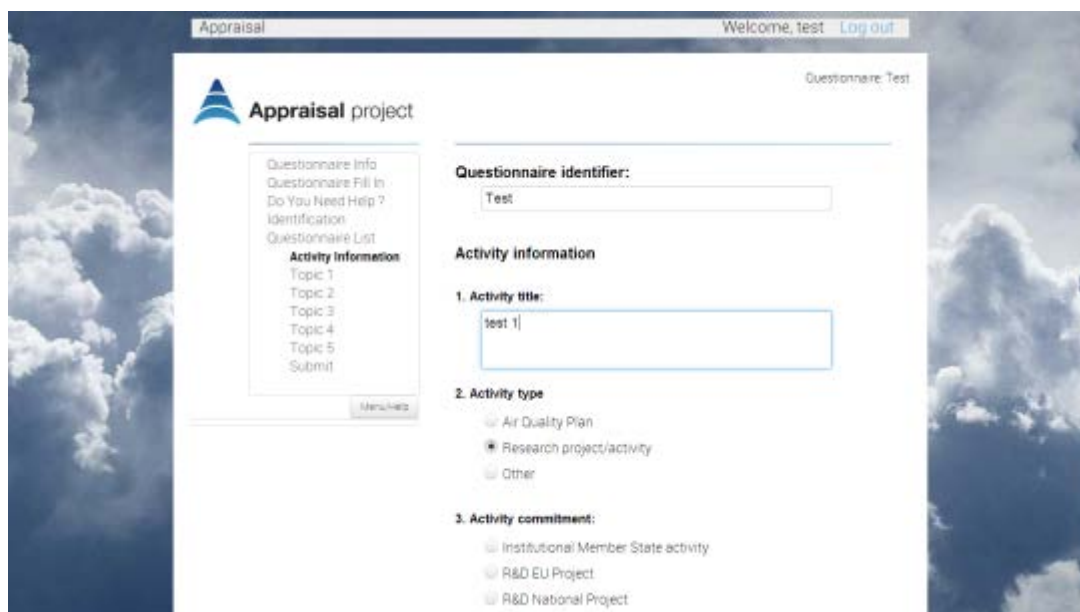 Appraisal
Welcome, test Log out
Questionnaire: Test
Appraisal project
Questionnaire Info
Questionnaire Fill In
Do You Need Help ?
Identification
Questionnaire List
Activity Information
Topic 1
Topic 2
Topic 3
Topic 4
Topic 5
Submit
Menu/Help
Questionnaire identifier:
Test
Activity information
1. Activity title:
test 1
2. Activity type
Air Quality Plan
Research project/activity
Other
3. Activity commitment:
Institutional Member State activity
R&D EU Project
R&D National Project